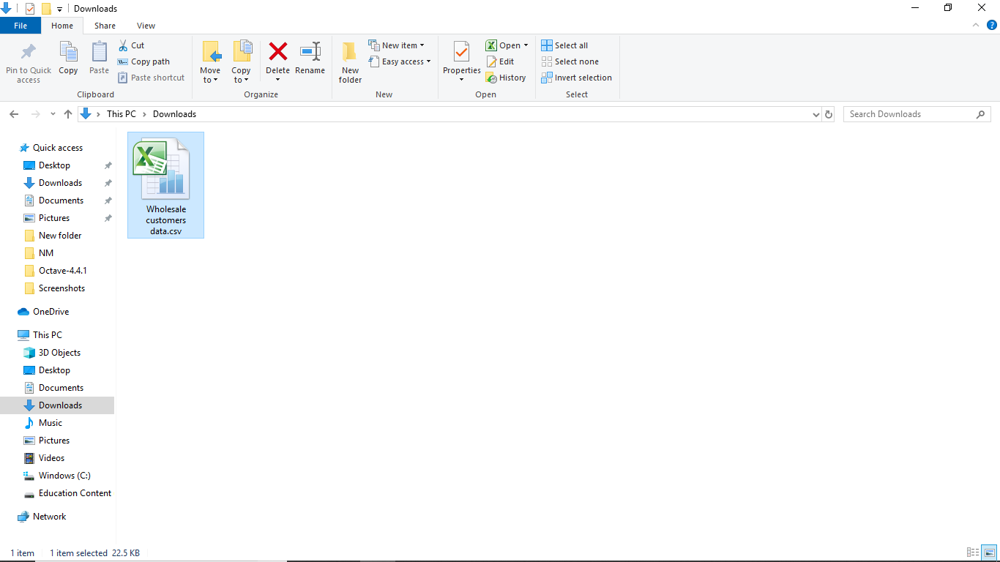 Downloads
File Home Share View
Pin to Quick access
Copy
Paste
Cut
Copy path
Paste shortcut
Clipboard
Move to
Copy to
Delete
Rename
Organize
New folder
New item
Easy access
New
Properties
Open
Edit
History
Open
Select all
Select none
Invert selection
Select
This PC > Downloads
Search Downloads
Quick access
Desktop
Downloads
Documents
Pictures
New folder
NM
Octave-4.4.1
Screenshots
OneDrive
This PC
3D Objects
Desktop
Documents
Downloads
Music
Pictures
Videos
Windows (C:)
Education Content
Network
Wholesale
customers
data.csv
1 item 1 item selected 22.5 KB